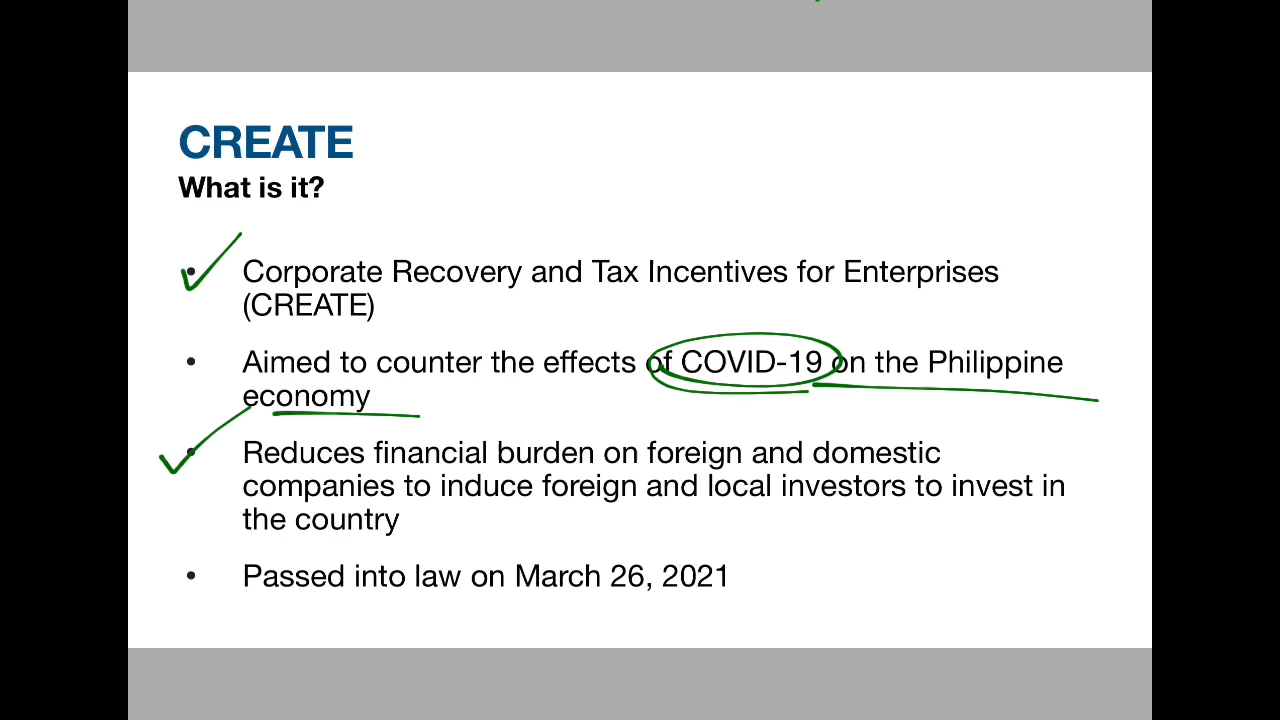 CREATE
What is it?
• Corporate Recovery and Tax Incentives for Enterprises
(CREATE)
• Aimed to counter the effects of COVID-19 on the Philippine
economy
• Reduces financial burden on foreign and domestic
companies to induce foreign and local investors to invest in
the country
• Passed into law on March 26, 2021